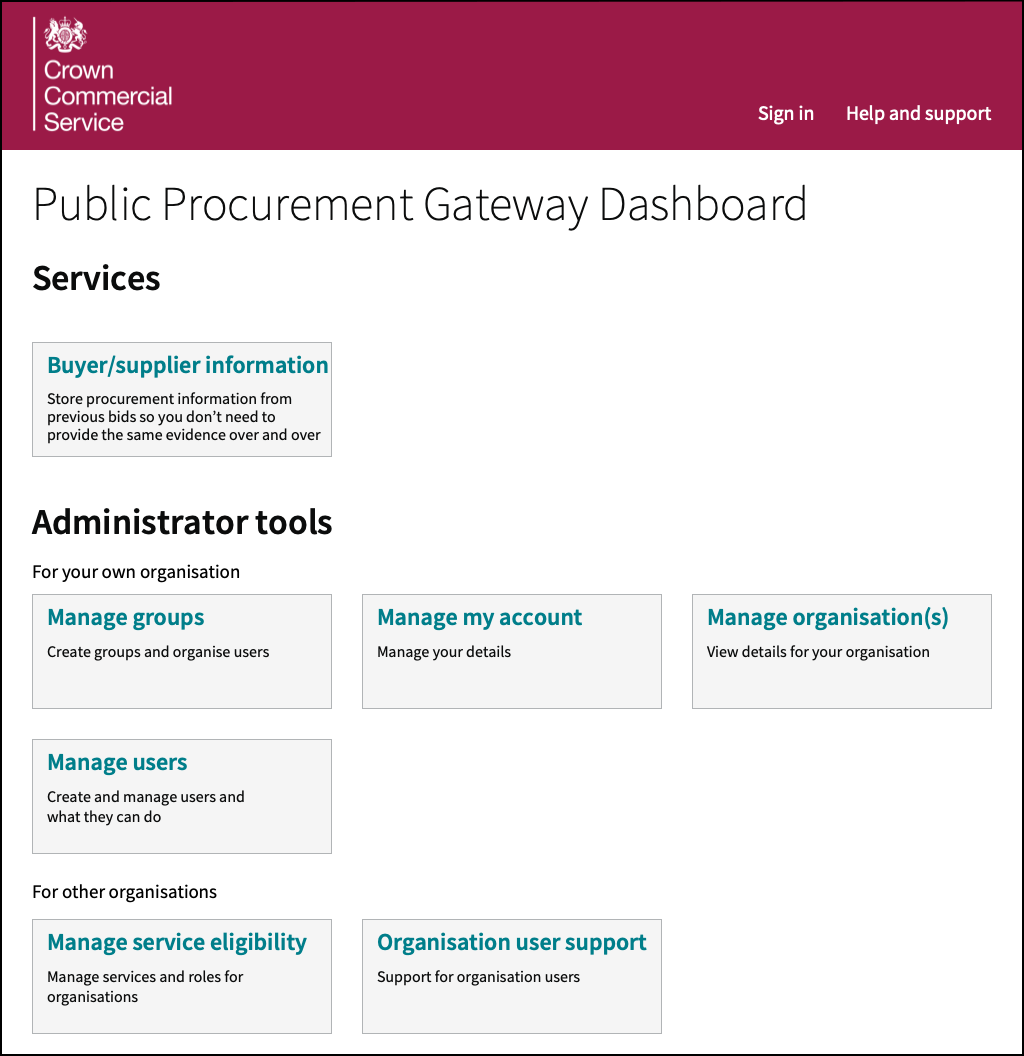 Crown
Commercial
Service
Sign in
Help and support
Public Procurement Gateway Dashboard
Services
Buyer/supplier information
Store procurement information from
previous bids so you don’t need to
provide the same evidence over and over
Administrator tools
For your own organisation
Manage groups
Create groups and organise users
Manage my account
Manage your details
Manage organisation(s)
View details for your organisation
Manage users
Create and manage users and
what they can do
For other organisations
Manage service eligibility
Manage services and roles for
organisations
Organisation user support
Support for organisation users